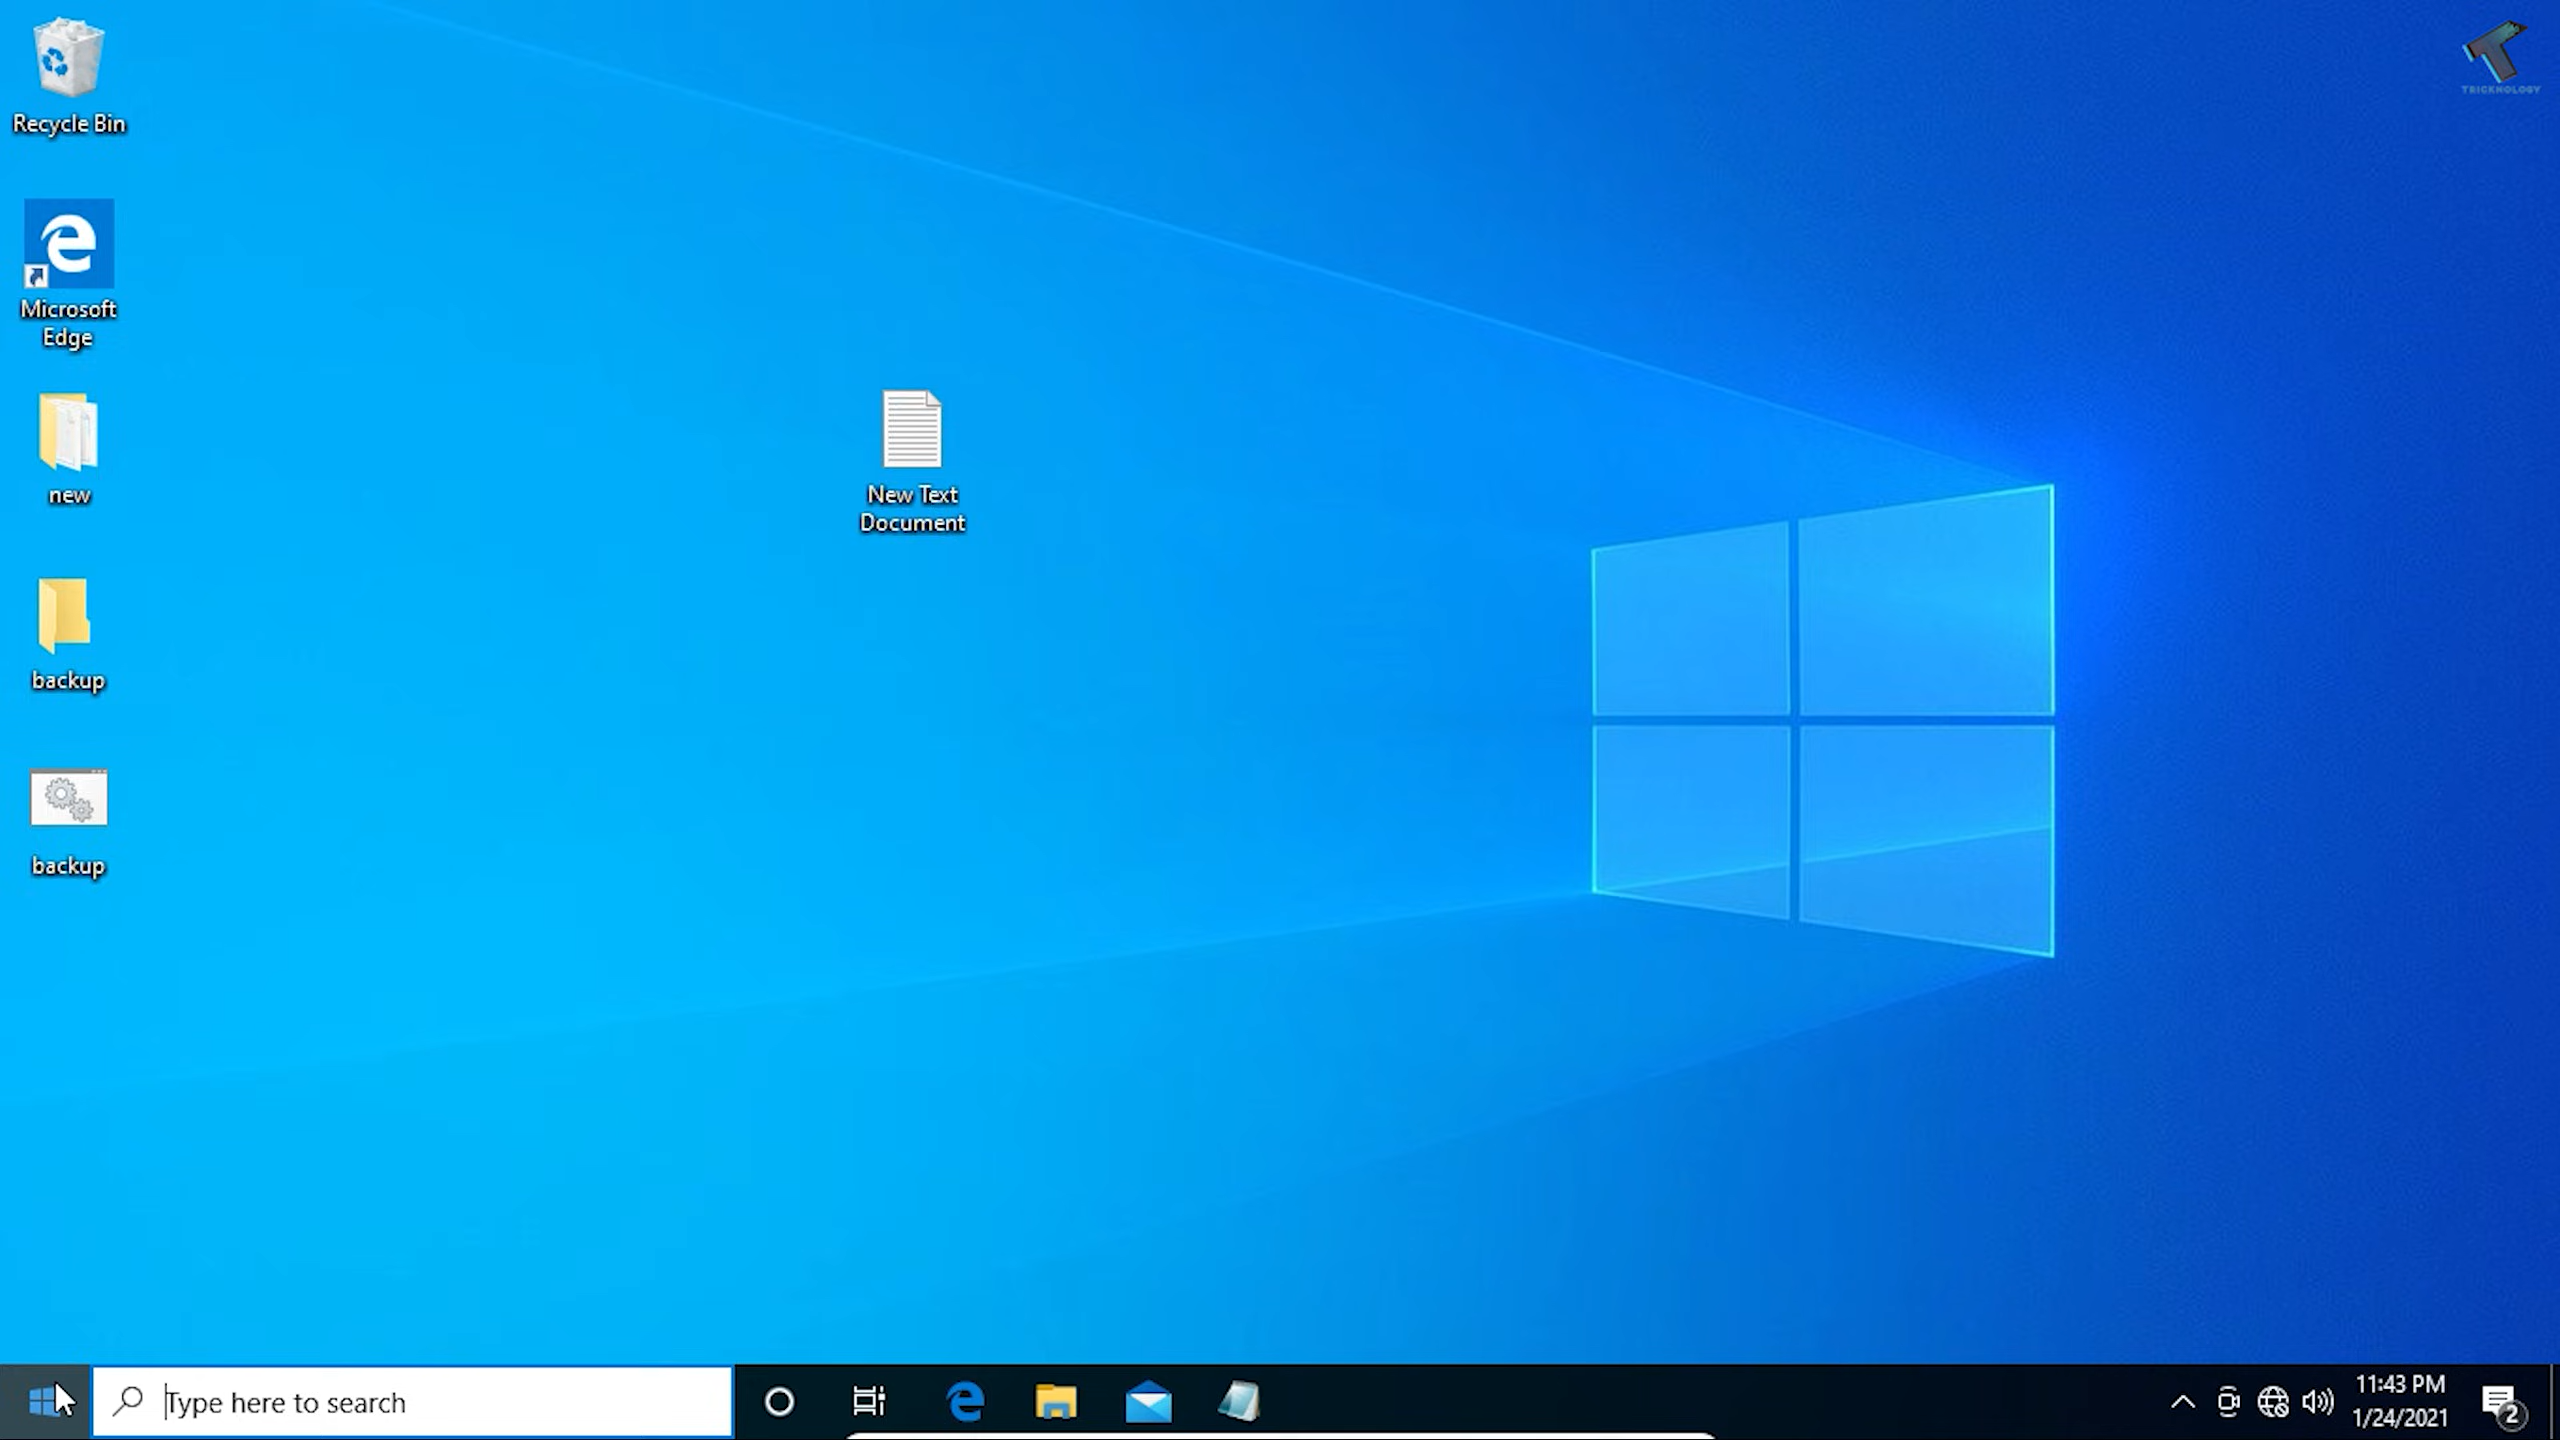 Recycle Bin
TRICKNOLOGY
Microsoft
Edge
new
New Text
Document
backup
backup
Type here to search
11:43 PM
1/24/2021
2